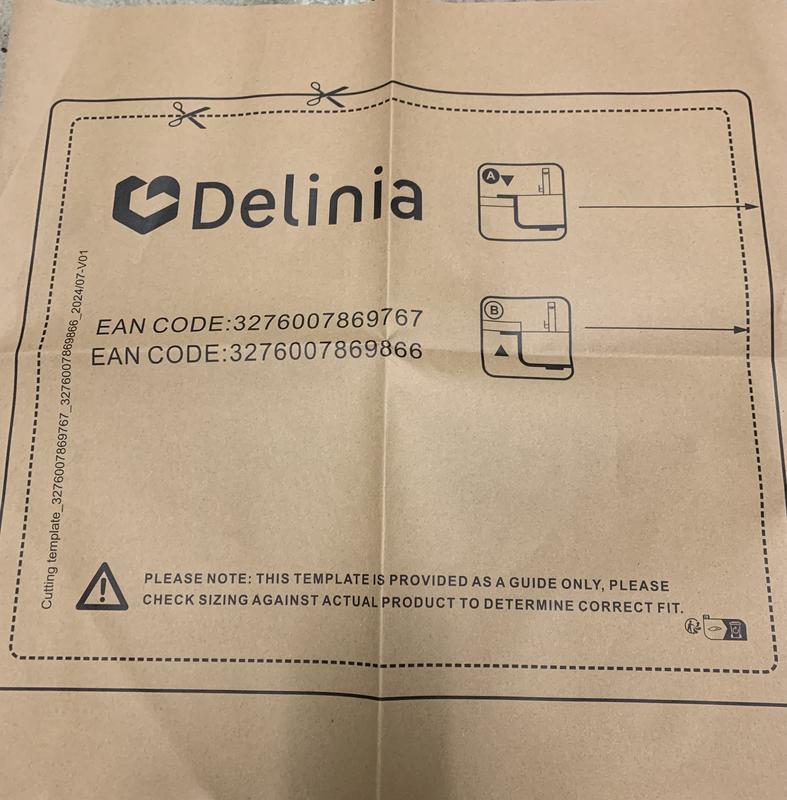 Delinia
A
EAN CODE:3276007869767
EAN CODE:3276007869866
B
Cutting template_3276007869767_3276007869866_2024/07-V01
PLEASE NOTE: THIS TEMPLATE IS PROVIDED AS A GUIDE ONLY, PLEASE
CHECK SIZING AGAINST ACTUAL PRODUCT TO DETERMINE CORRECT FIT.